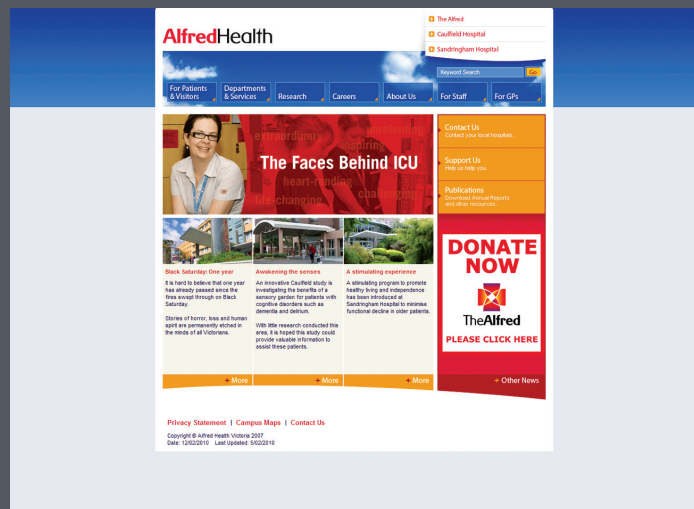 The Alfred
Caulfield Hospital
Sandringham Hospital
AlfredHealth
Keyword Search
Go
For Patients
& Visitors
Departments
& Services
Research
Careers
About Us
For Staff
For GPs
extraordinary
unrelenting
inspiring
The Faces Behind ICU
heart-rending
challenging
life-changing
Contact Us
Contact your local hospitals.
Support Us
Help us help you.
Publications
Download Annual Reports
and other resources.
Black Saturday: One year
It is hard to believe that one year
has already passed since the
fires swept through on Black
Saturday.
Stories of horror, loss and human
spirit are permanently etched in
the minds of all Victorians.
+ More
Awakening the senses
An innovative Caulfield study is
investigating the benefits of a
sensory garden for patients with
cognitive disorders such as
dementia and delirium.
With little research conducted this
area, it is hoped this study could
provide valuable information to
assist these patients.
+ More
A stimulating experience
A stimulating program to promote
healthy living and independence
has been introduced at
Sandringham Hospital to minimise
functional decline in older patients.
+ More
DONATE
NOW
TheAlfred
PLEASE CLICK HERE
+ Other News
Privacy Statement | Campus Maps | Contact Us
Copyright © Alfred Health Victoria 2007
Date: 12/02/2010 Last Updated: 5/02/2010